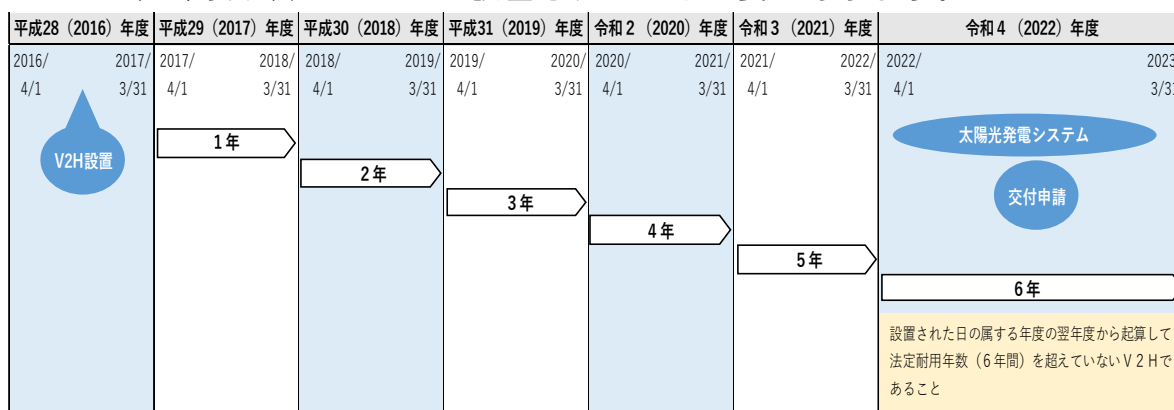 平成28（2016）年度 平成29（2017）年度 平成30（2018）年度 平成31（2019）年度 令和２（2020）年度 令和３（2021）年度 令和４（2022）年度
2016/ 2017/ 2017/ 2018/ 2018/ 2019/ 2019/ 2020/ 2020/ 2021/ 2021/ 2022/ 2022/ 2023
4/1 3/31 4/1 3/31 4/1 3/31 4/1 3/31 4/1 3/31 4/1 3/31 4/1 3/31
V2H設置
１年
２年
３年
４年
５年
太陽光発電システム
交付申請
６年
設置された日の属する年度の翌年度から起算して
法定耐用年数（６年間）を超えていないＶ２Ｈで
あること